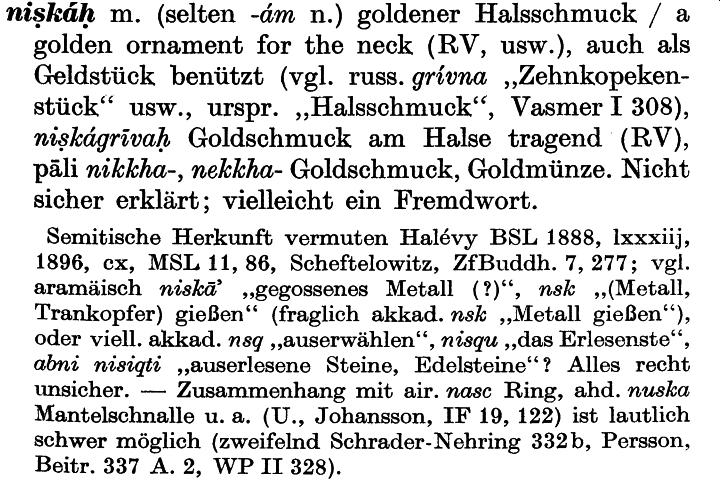 niṣkáḥ m. (selten -ám n.) goldener Halsschmuck / a
golden ornament for the neck (RV, usw.), auch als
Geldstück benützt (vgl. russ. grívna „Zehnkopeken-
stück“ usw., urspr. „Halsschmuck“, Vasmer I 308),
niṣkágrīvaḥ Goldschmuck am Halse tragend (RV),
pāli nikkha-, nekkha- Goldschmuck, Goldmünze. Nicht
sicher erklärt; vielleicht ein Fremdwort.
Semitische Herkunft vermuten Halévy BSL 1888, lxxxiij,
1896, cx, MSL 11, 86, Scheftelowitz, ZfBuddh. 7, 277; vgl.
aramäisch niskā’ „gegossenes Metall (?)“, nsk „(Metall,
Trankopfer) gießen“ (fraglich akkad. nsk „Metall gießen“),
oder viell. akkad. nsq „auserwählen“, nisqu „das Erlesenste“,
abni nisiqti „auserlesene Steine, Edelsteine“? Alles recht
unsicher. — Zusammenhang mit air. nasc Ring, ahd. nuska
Mantelschnalle u. a. (U., Johansson, IF 19, 122) ist lautlich
schwer möglich (zweifelnd Schrader-Nehring 332b, Persson,
Beitr. 337 A. 2, WP II 328).